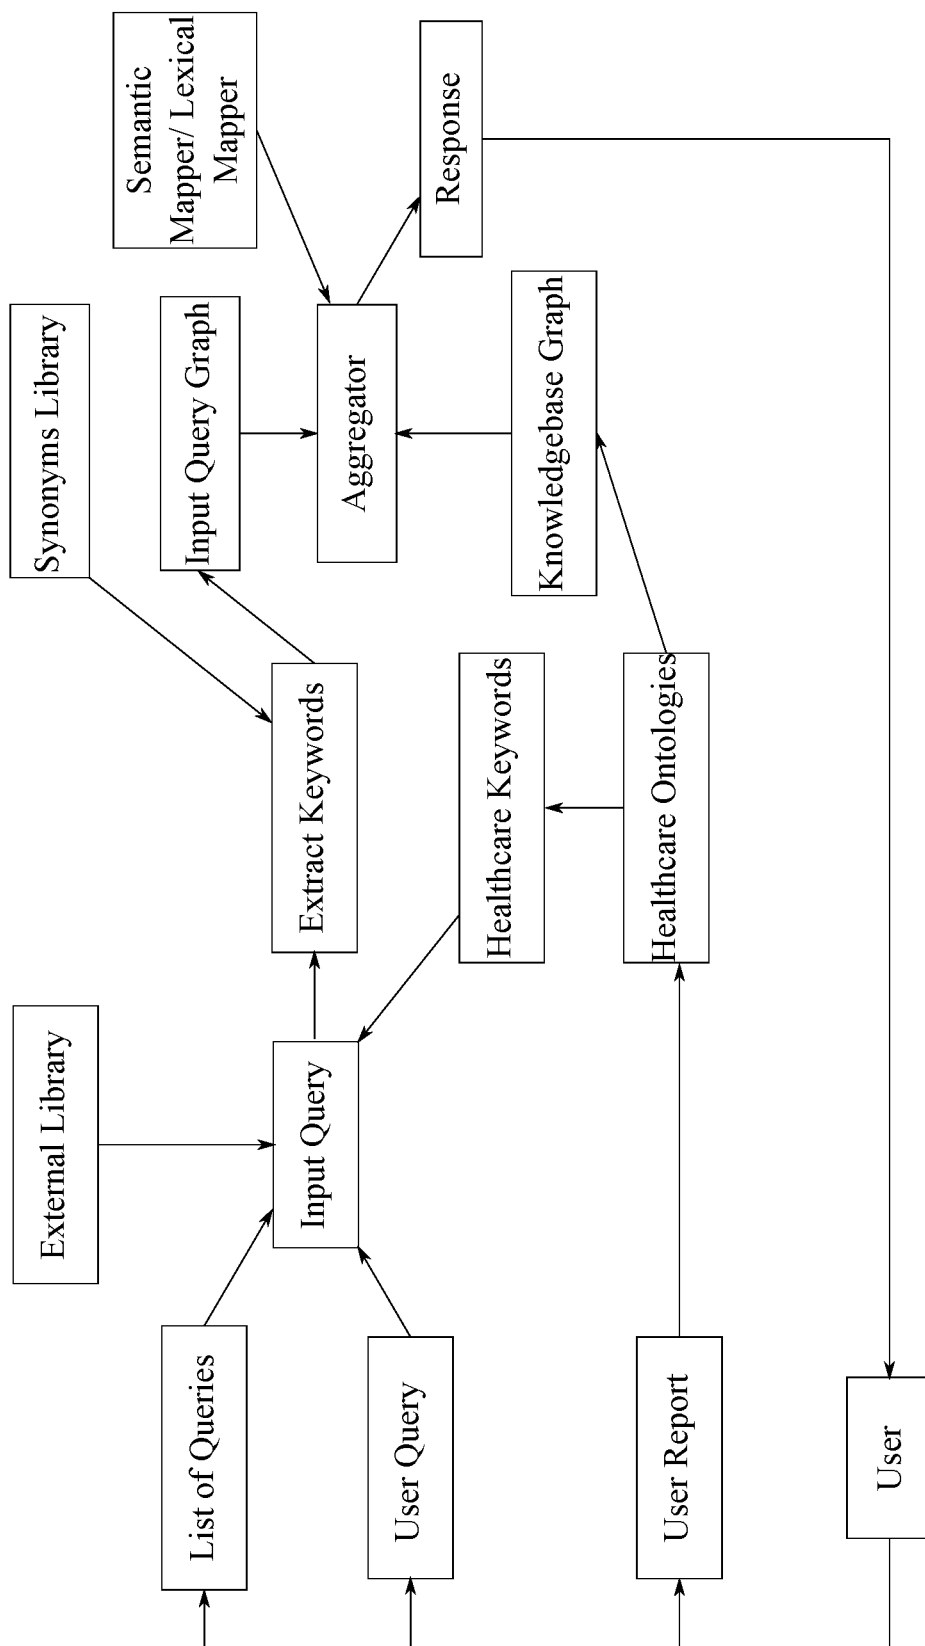 External Library
Synonyms Library
List of Queries
Input Query
Extract Keywords
Input Query Graph
Semantic
Mapper/ Lexical
Mapper
Aggregator
User Query
Healthcare Keywords
Response
Knowledgebase Graph
User Report
Healthcare Ontologies
User